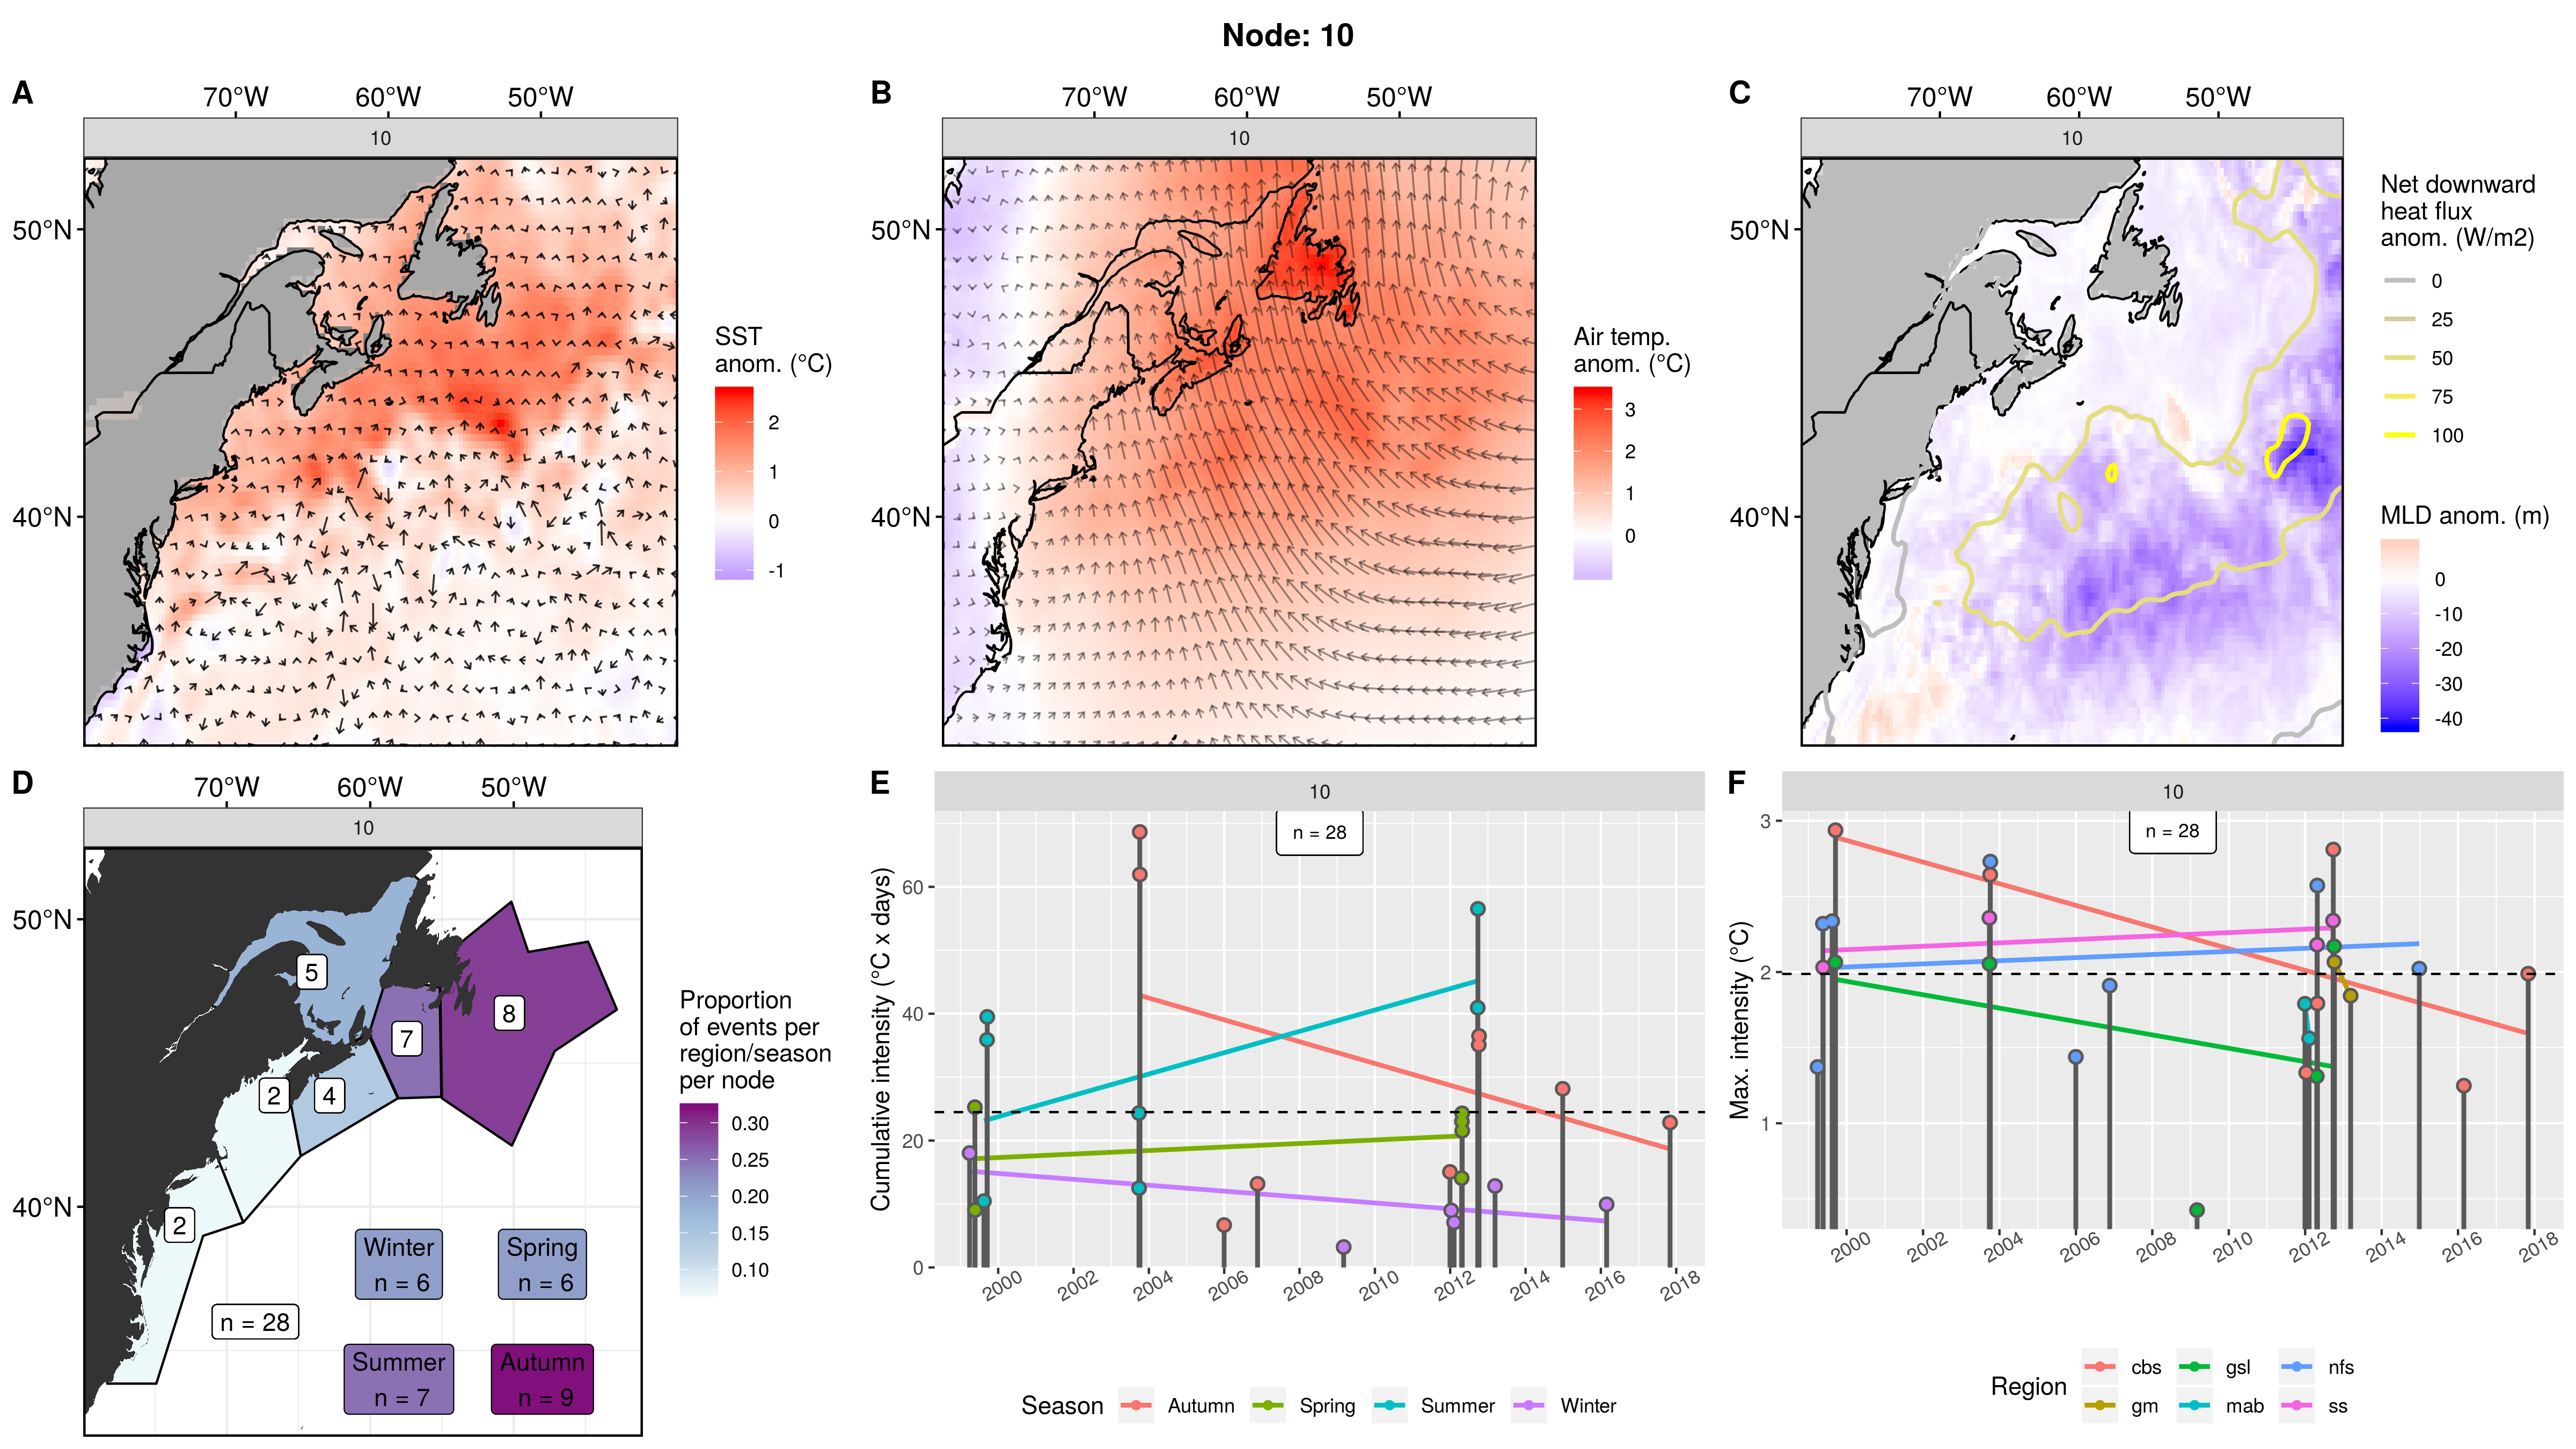 Node: 10
A
70°W 60°W 50°W
10
50°N
40°N
SST
anom. (°C)
2
1
0
-1
B
70°W 60°W 50°W
10
50°N
40°N
Air temp.
anom. (°C)
3
2
1
0
C
70°W 60°W 50°W
10
50°N
40°N
Net downward
heat flux
anom. (W/m2)
0
25
50
75
100
MLD anom. (m)
0
-10
-20
-30
-40
D
70°W 60°W 50°W
10
50°N
40°N
5
7
8
2
4
2
n = 28
Winter
n = 6
Spring
n = 6
Summer
n = 7
Autumn
n = 9
Proportion
of events per
region/season
per node
0.30
0.25
0.20
0.15
0.10
E
10
n = 28
Cumulative intensity (°C x days)
60
40
20
0
2000 2002 2004 2006 2008 2010 2012 2014 2016 2018
Season Autumn Spring Summer Winter
F
10
n = 28
Max. intensity (°C)
3
2
1
2000 2002 2004 2006 2008 2010 2012 2014 2016 2018
Region
cbs gsl nfs
gm mab ss